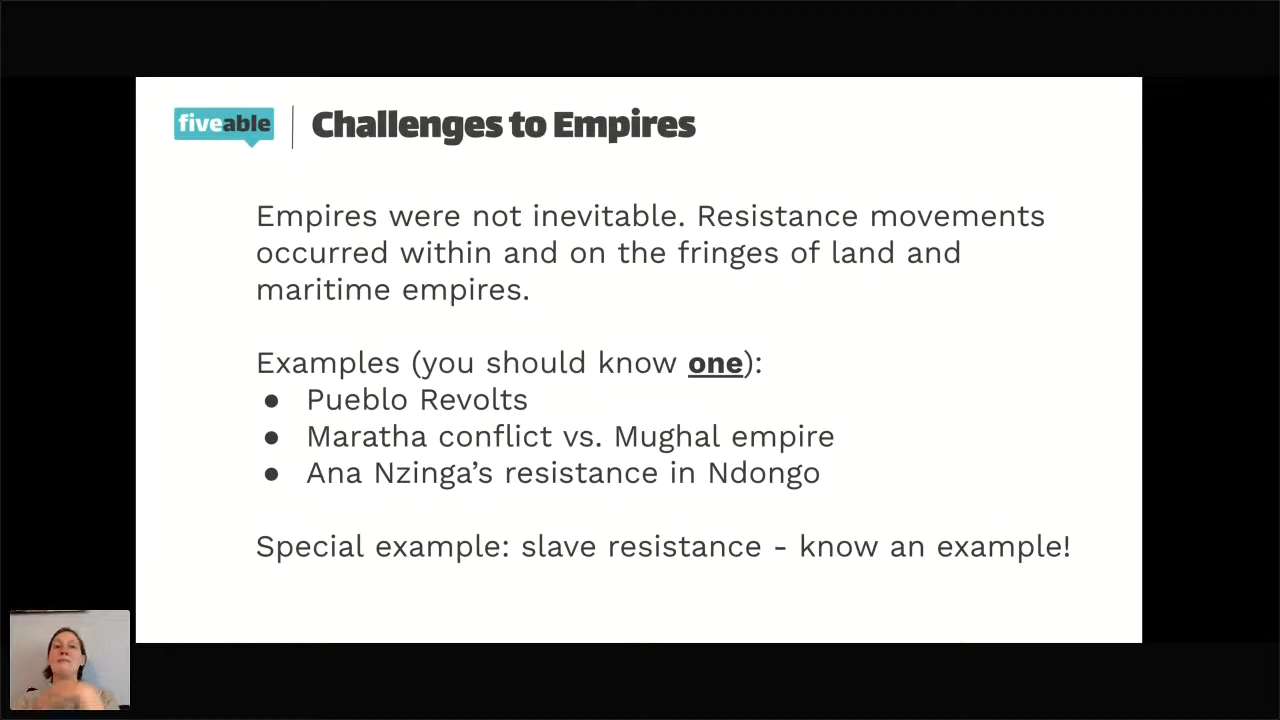 fiveable
Challenges to Empires
Empires were not inevitable. Resistance movements
occurred within and on the fringes of land and
maritime empires.
Examples (you should know one):
● Pueblo Revolts
● Maratha conflict vs. Mughal empire
● Ana Nzinga’s resistance in Ndongo
Special example: slave resistance - know an example!